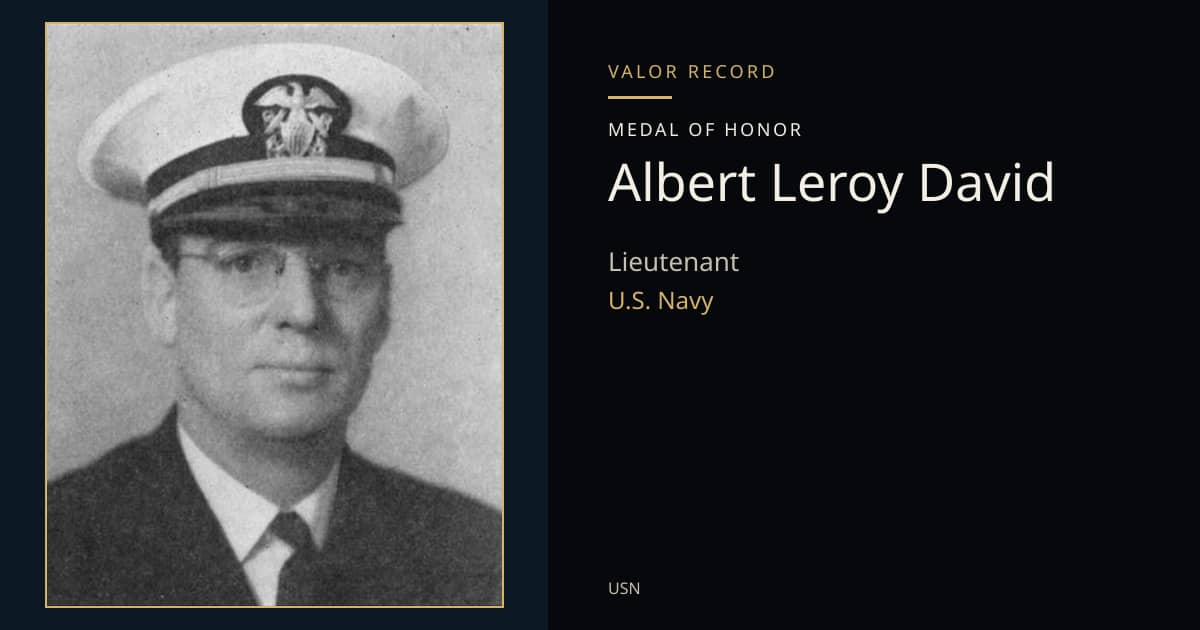 VALOR RECORD
MEDAL OF HONOR
Albert Leroy David
Lieutenant
U.S. Navy
USN